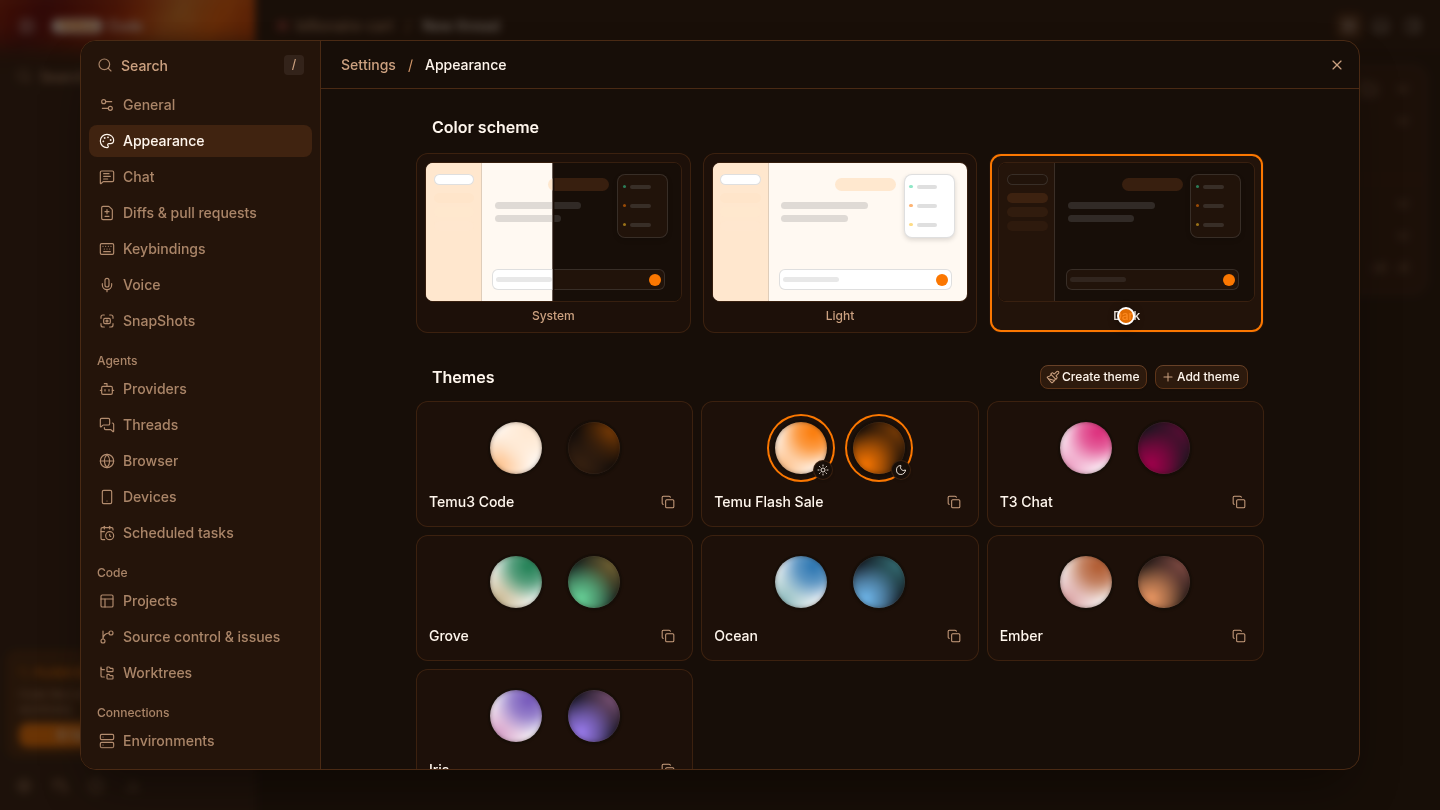 Search /
General
Appearance
Chat
Diffs & pull requests
Keybindings
Voice
SnapShots
Agents
Providers
Threads
Browser
Devices
Scheduled tasks
Code
Projects
Source control & issues
Worktrees
Connections
Environments
Settings / Appearance
Color scheme
System
Light
Themes
Create theme
Add theme
Temu3 Code
Temu Flash Sale
T3 Chat
Grove
Ocean
Ember
Iris